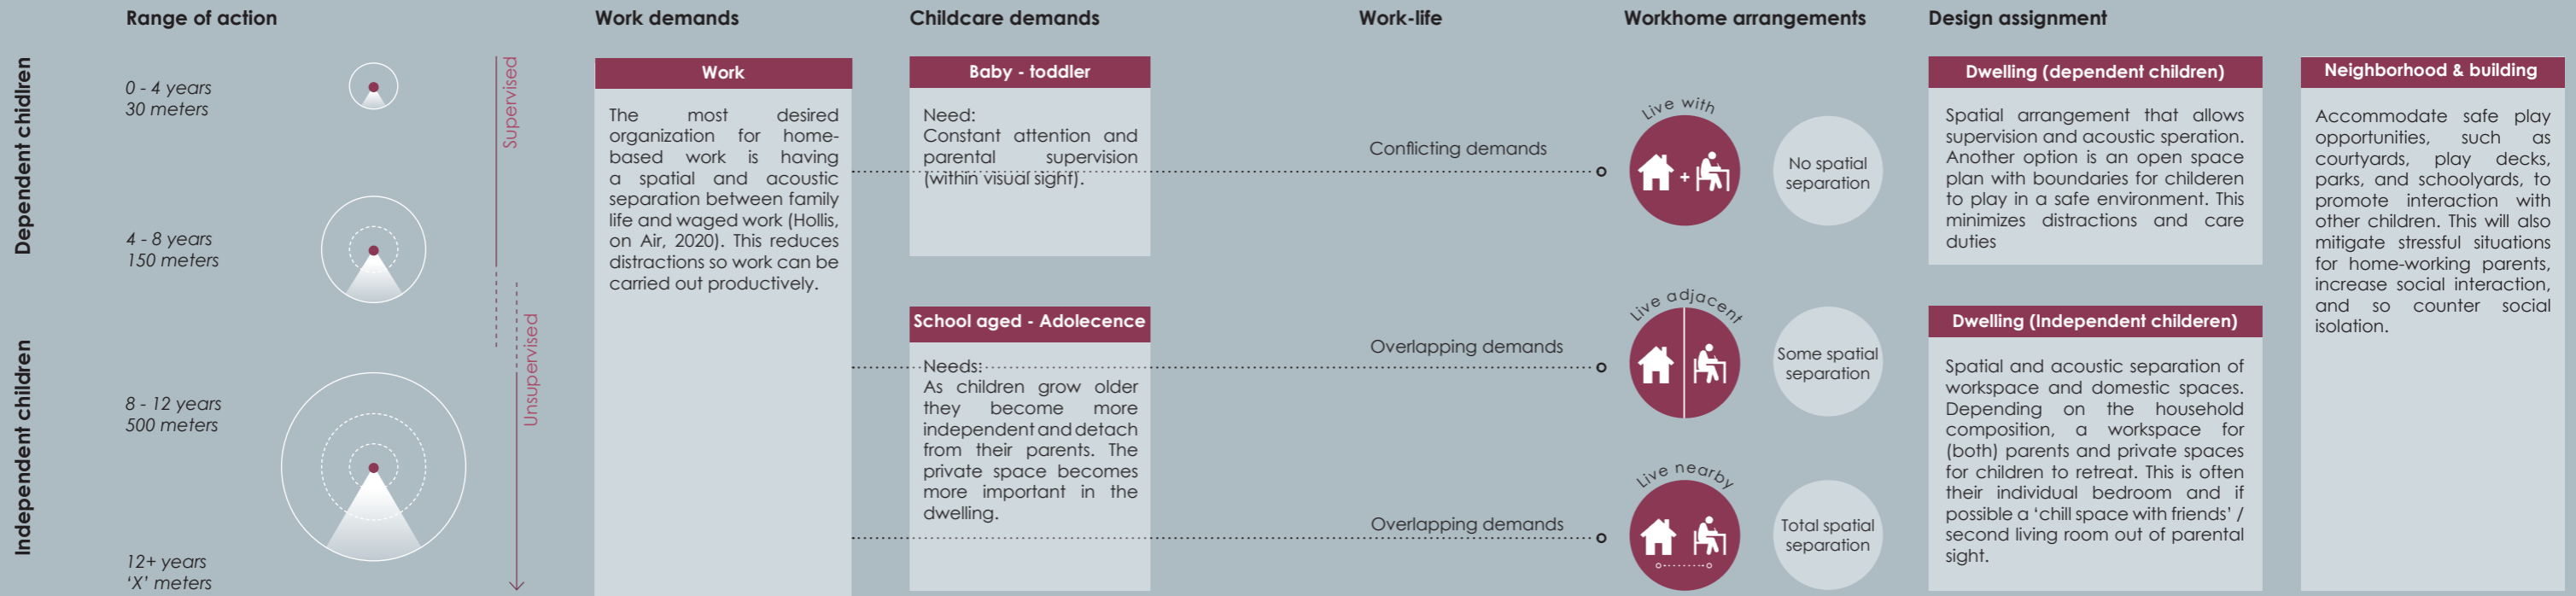 Range of action
Work demands
Childcare demands
Work-life
Workhome arrangements
Design assignment
Dependent chidlren
Independent children
0 - 4 years
30 meters
4 - 8 years
150 meters
8 - 12 years
500 meters
12+ years
'X' meters
Supervised
Unsupervised
Work
The most desired
organization for home-
based work is having
a spatial and acoustic
separation between family
life and waged work (Hollis,
on Air, 2020). This reduces
distractions so work can be
carried out productively.
Baby - toddler
Need:
Constant attention and
parental supervision
(within visual sight).
School aged - Adolecence
Needs:
As children grow older
they become more
independent and detach
from their parents. The
private space becomes
more important in the
dwelling.
Conflicting demands
Overlapping demands
Overlapping demands
Live with
+
No spatial
separation
Live adjacent
Some spatial
separation
Live nearby
Total spatial
separation
Dwelling (dependent children)
Spatial arrangement that allows
supervision and acoustic speration.
Another option is an open space
plan with boundaries for childeren
to play in a safe environment. This
minimizes distractions and care
duties
Dwelling (Independent childeren)
Spatial and acoustic separation of
workspace and domestic spaces.
Depending on the household
composition, a workspace for
(both) parents and private spaces
for children to retreat. This is often
their individual bedroom and if
possible a 'chill space with friends' /
second living room out of parental
sight.
Neighborhood & building
Accommodate safe play
opportunities, such as
courtyards, play decks,
parks, and schoolyards, to
promote interaction with
other children. This will also
mitigate stressful situations
for home-working parents,
increase social interaction,
and so counter social
isolation.